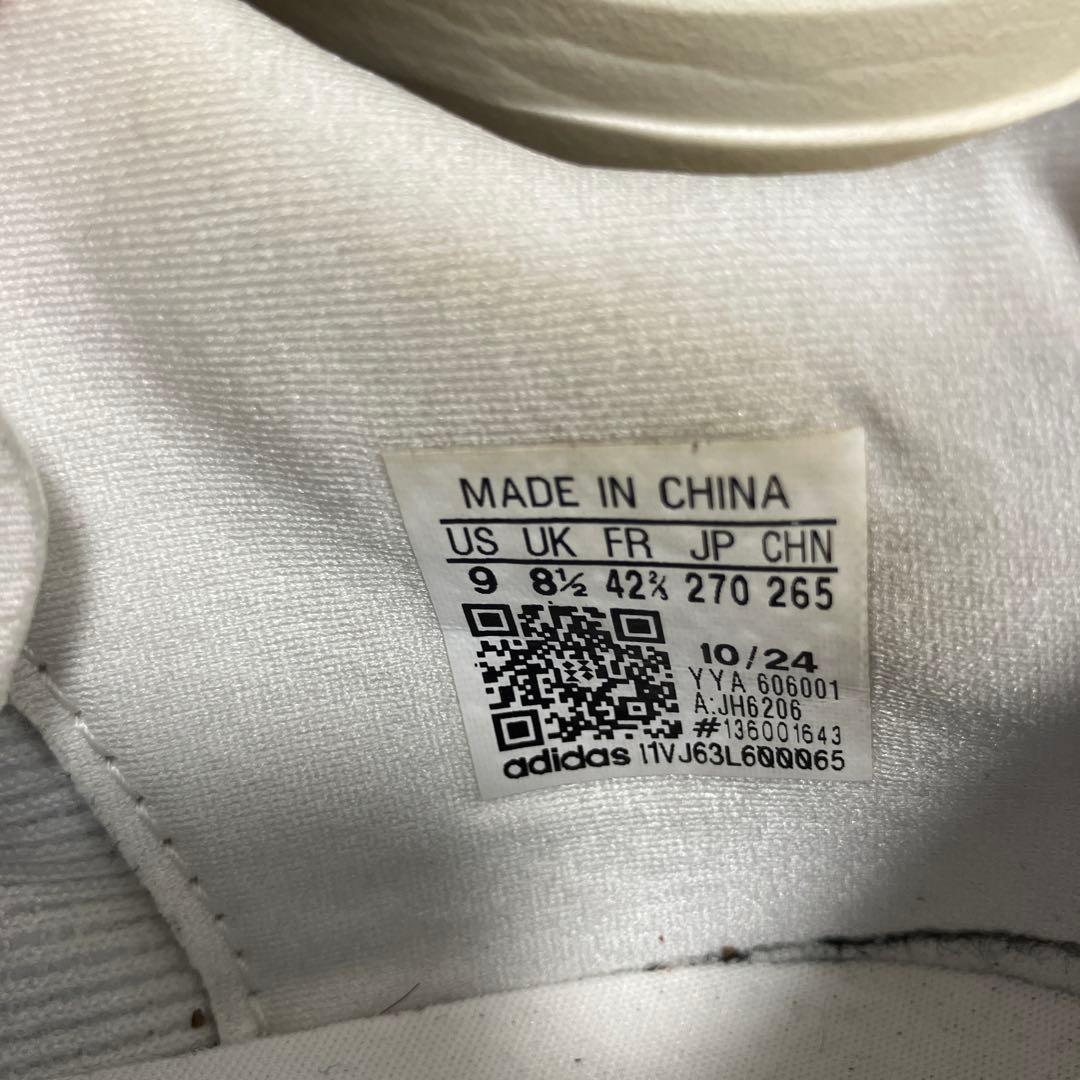 MADE IN CHINA
US UK FR JP CHN
9 8½ 42⅔ 270 265
10/24
YYA 606001
A:JH6206
#136001643
adidas 11VJ63L600065